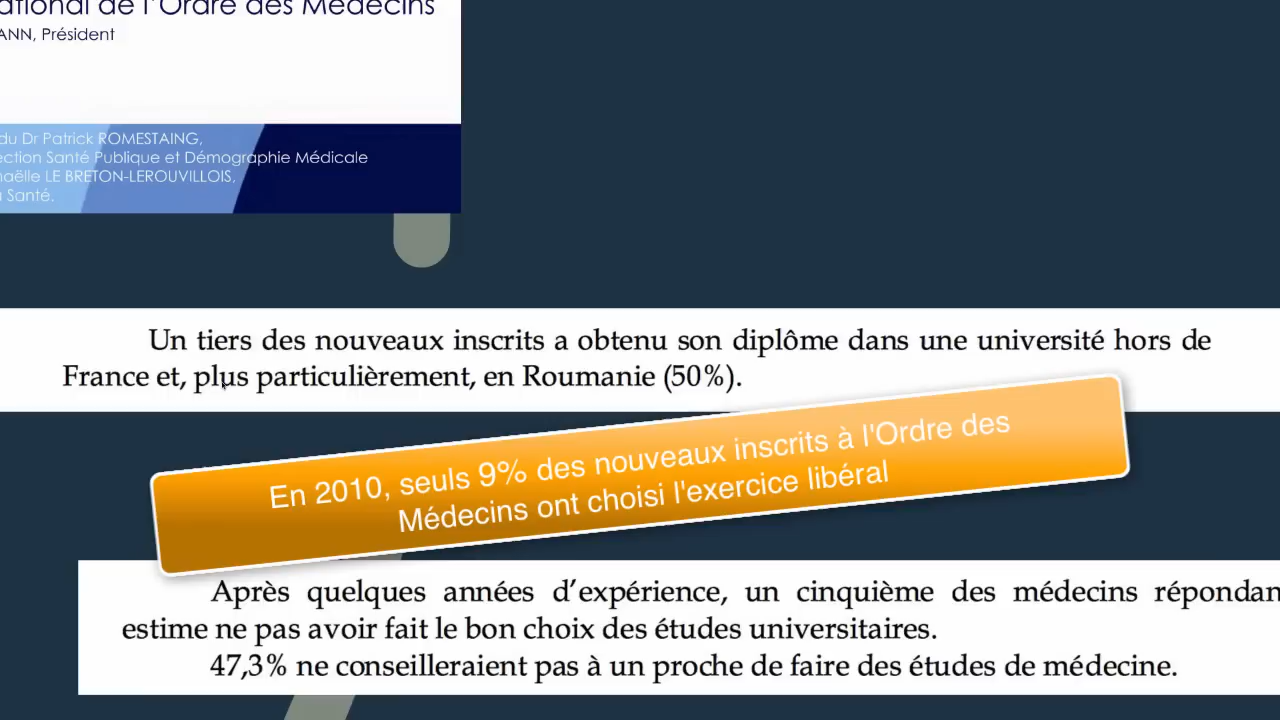 ational de l'Ordre des Médecins
ANN, Président
du Dr Patrick ROMESTAING,
ection Santé Publique et Démographie Médicale
haëlle LE BRETON-LEROUVILLOIS,
a Santé.
Un tiers des nouveaux inscrits a obtenu son diplôme dans une université hors de
France et, plus particulièrement, en Roumanie (50%).
En 2010, seuls 9% des nouveaux inscrits à l'Ordre des
Médecins ont choisi l'exercice libéral
Après quelques années d'expérience, un cinquième des médecins répondan
estime ne pas avoir fait le bon choix des études universitaires.
47,3% ne conseilleraient pas à un proche de faire des études de médecine.